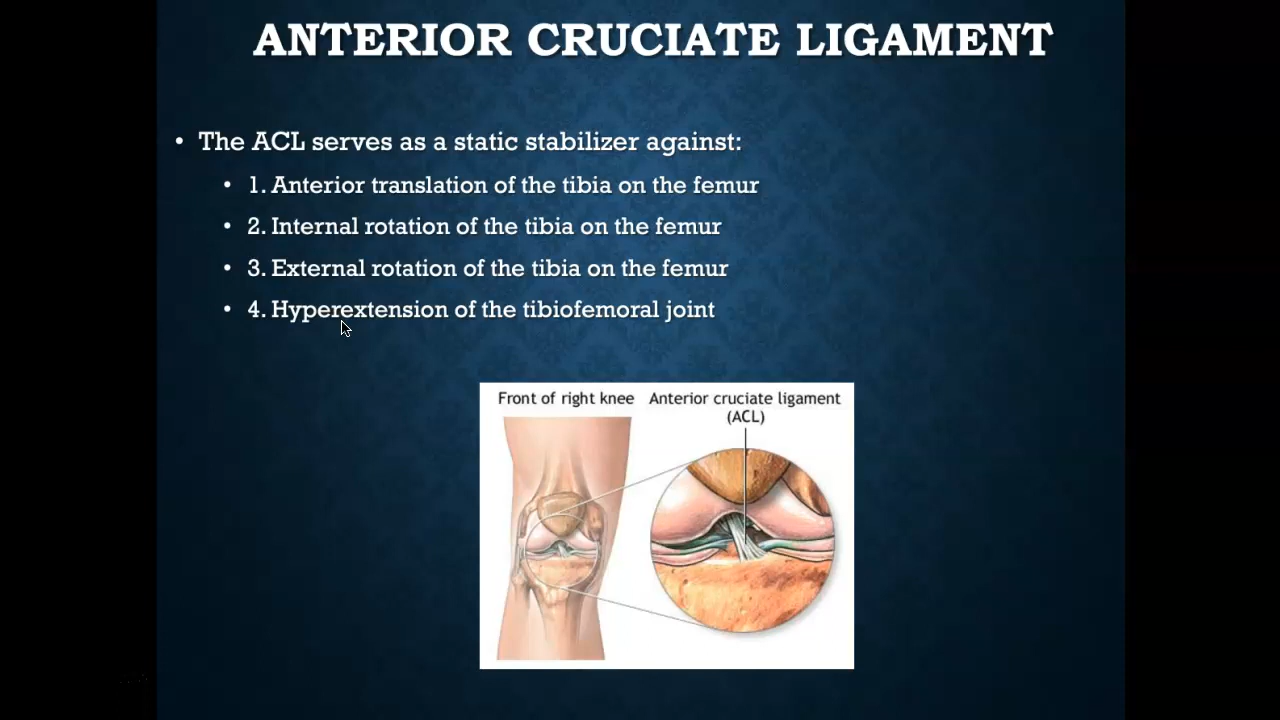 ANTERIOR CRUCIATE LIGAMENT
• The ACL serves as a static stabilizer against:
• 1. Anterior translation of the tibia on the femur
• 2. Internal rotation of the tibia on the femur
• 3. External rotation of the tibia on the femur
• 4. Hyperextension of the tibiofemoral joint
Front of right knee
Anterior cruciate ligament
(ACL)